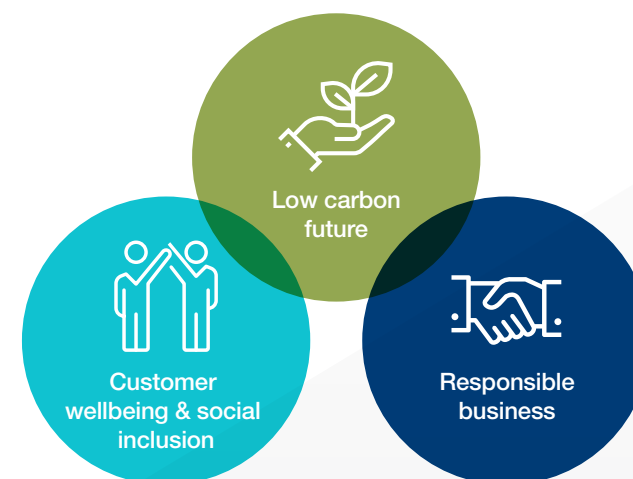 Low carbon
future
Customer
wellbeing & social
inclusion
Responsible
business